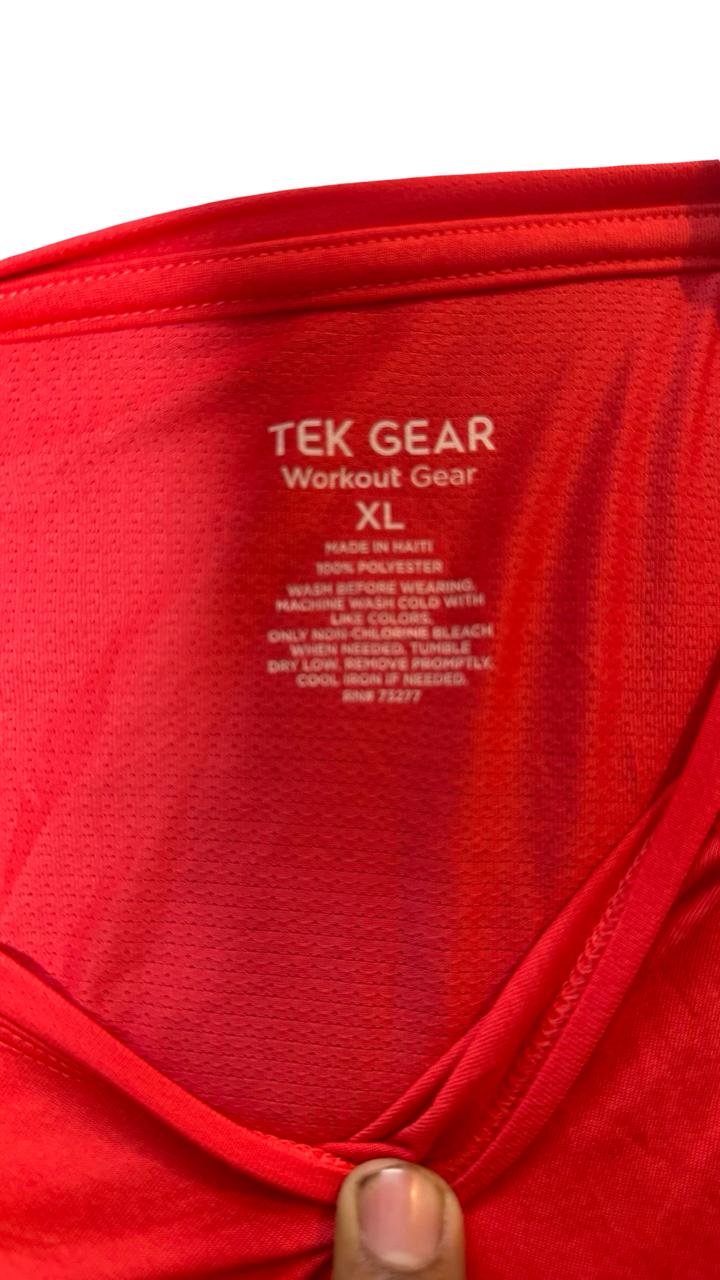 TEK GEAR
Workout Gear
XL
MADE IN HAITI
100% POLYESTER
WASH BEFORE WEARING.
MACHINE WASH COLD WITH
LIKE COLORS.
ONLY NON-CHLORINE BLEACH
WHEN NEEDED. TUMBLE
DRY LOW. REMOVE PROMPTLY.
COOL IRON IF NEEDED.
RN# 73277